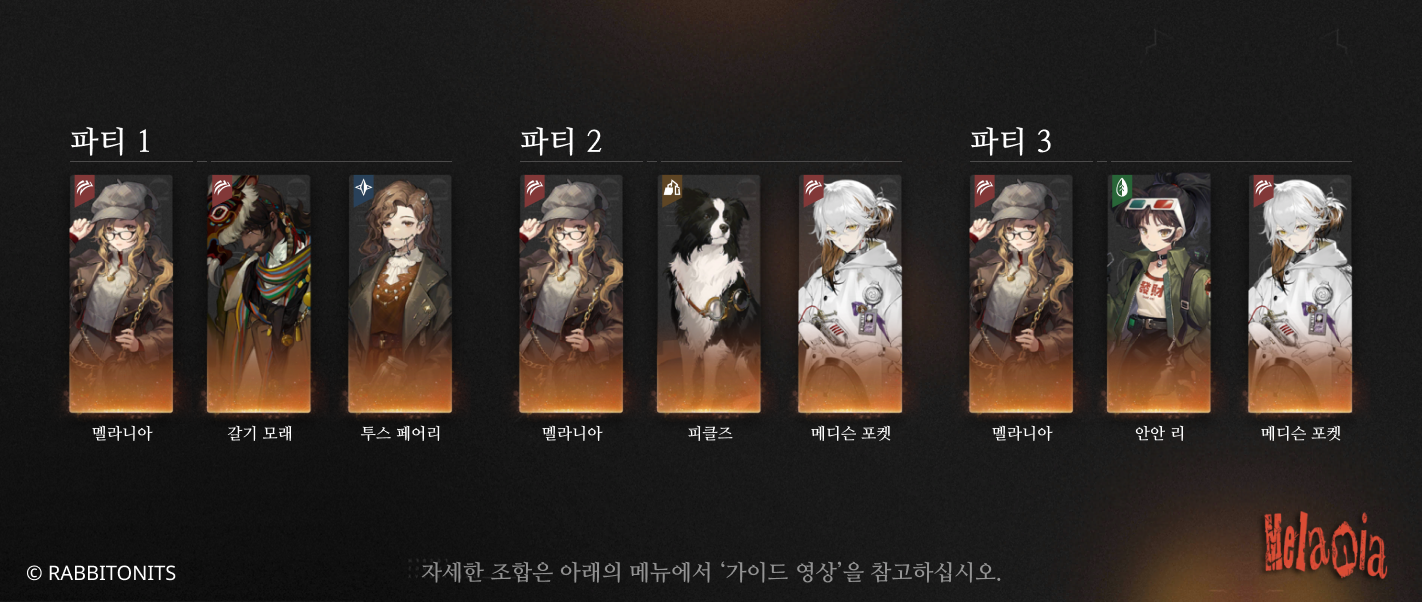 파티 1
파티 2
파티 3
發財
멜라니아
갈기 모래
투스 페어리
멜라니아
피클즈
메디슨 포켓
멜라니아
안안 리
메디슨 포켓
© RABBITONITS
자세한 조합은 아래의 메뉴에서 ‘가이드 영상’을 참고하십시오.
Melania